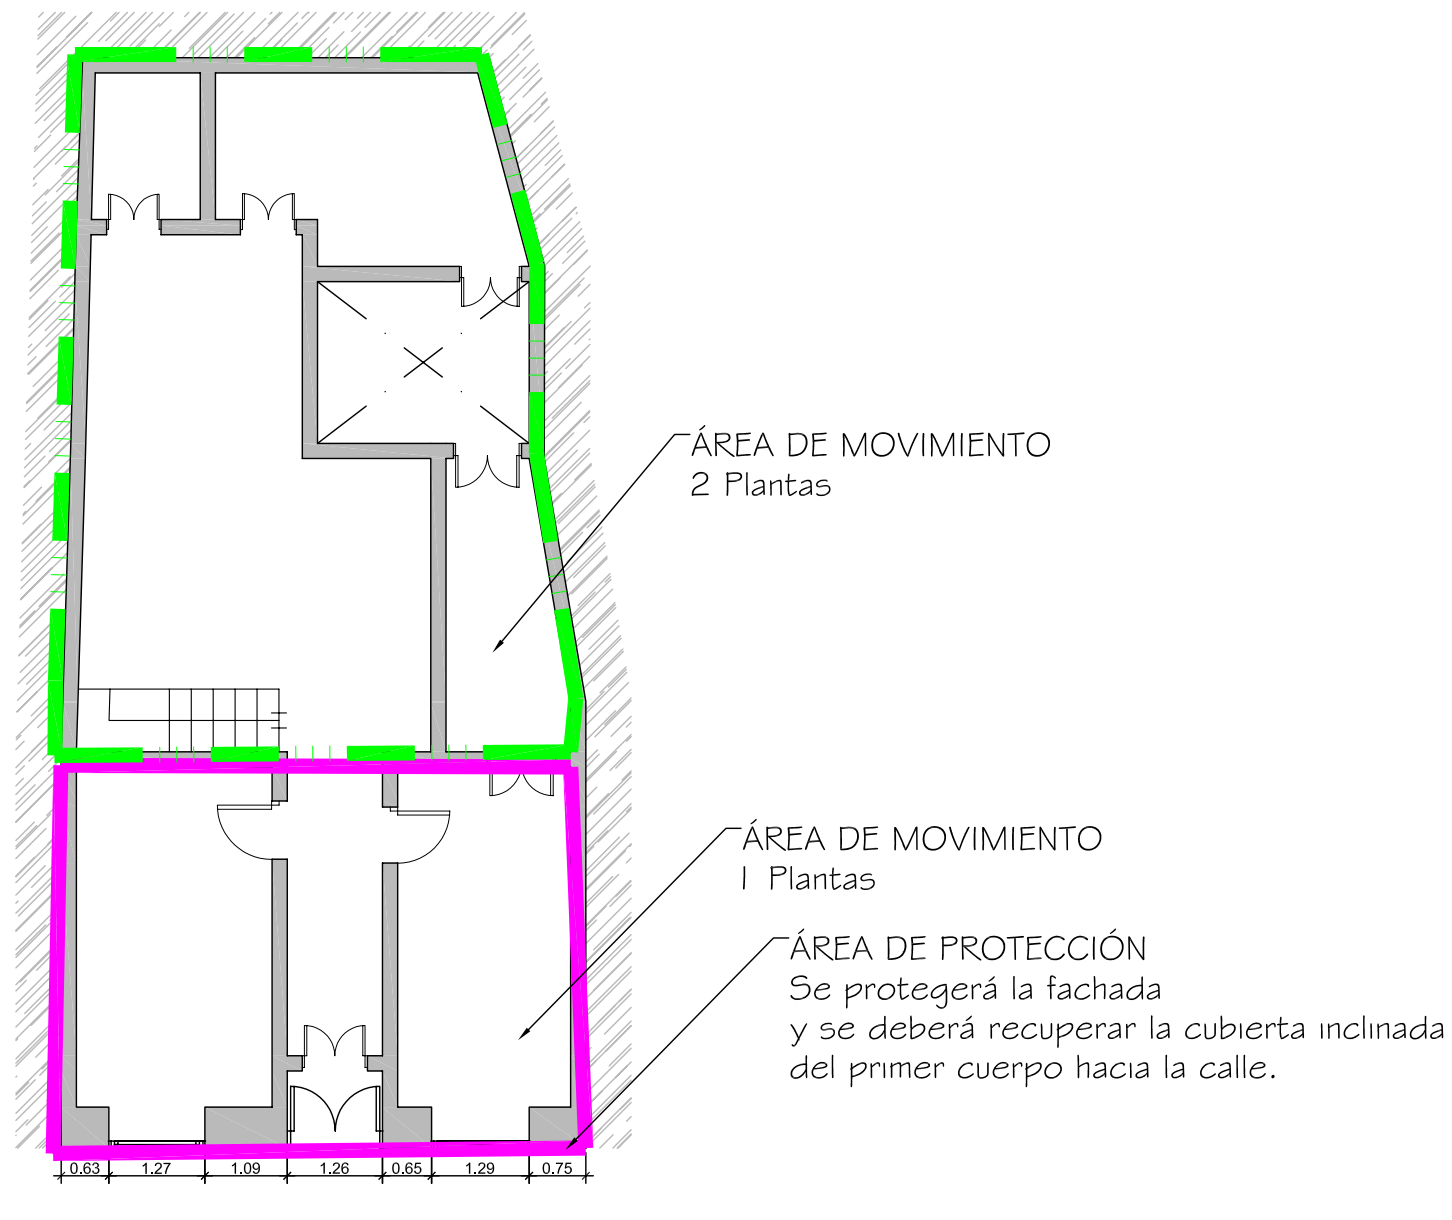 ÁREA DE MOVIMIENTO
2 Plantas
ÁREA DE MOVIMIENTO
1 Plantas
ÁREA DE PROTECCIÓN
Se protegerá la fachada
y se deberá recuperar la cubierta inclinada
del primer cuerpo hacia la calle.
0.63 1.27 1.09 1.26 0.65 1.29 0.75